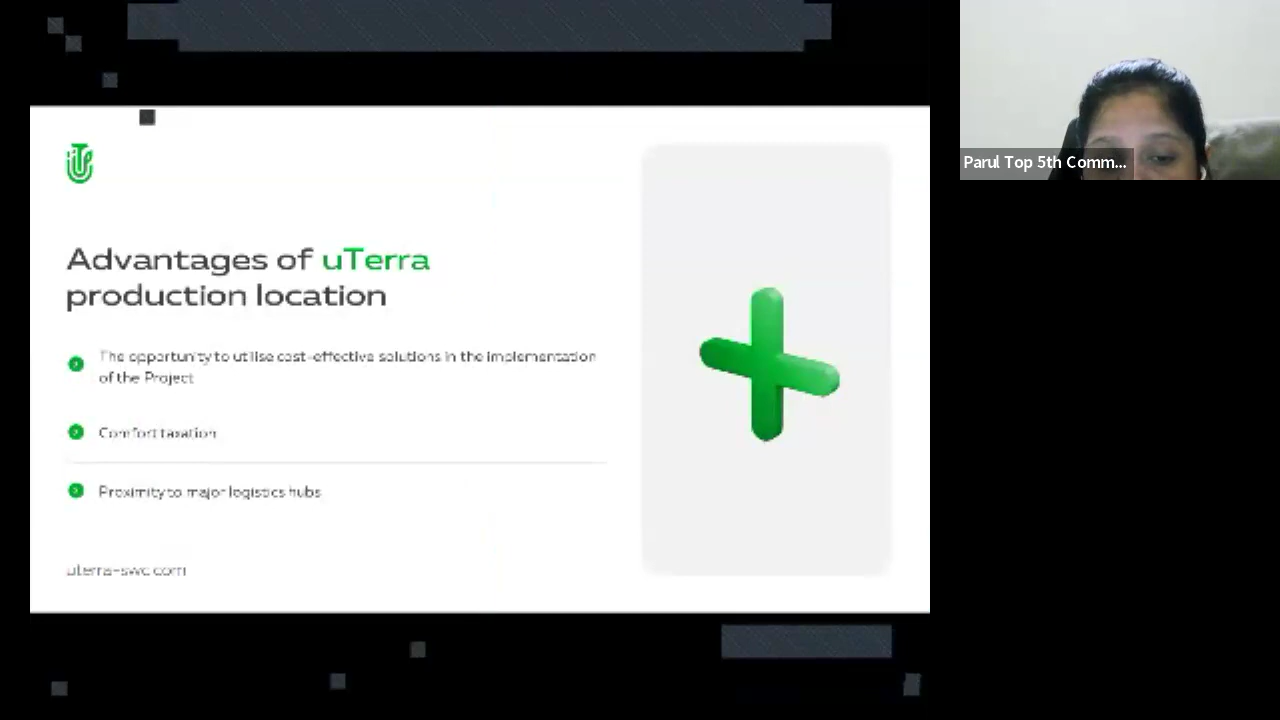 Advantages of uTerra
production location
The opportunity to utilise cost-effective solutions in the implementation
of the Project
Comfort taxation
Proximity to major logistics hubs
uterra-swc.com
Parul Top 5th Comm...